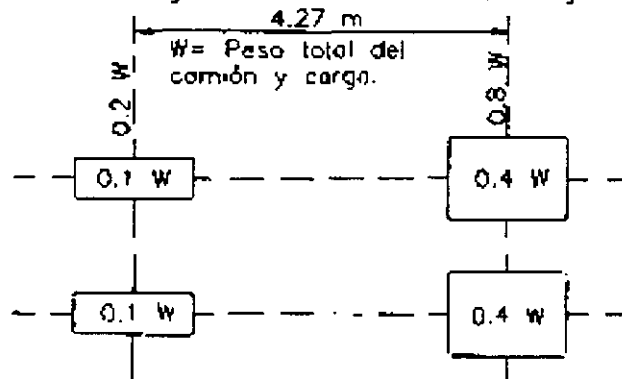 4.27 m
W= Peso total del
camión y carga.
0.2 W
0.8 W
0.1 W
0.4 W
0.1 W
0.4 W